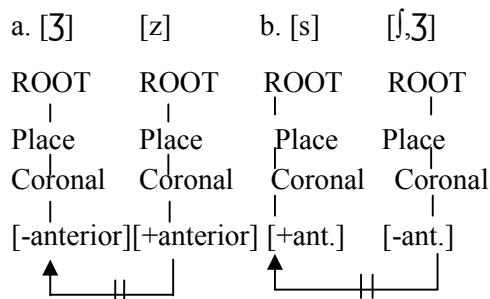 a. [ʒ] [z] b. [s] [ʃ,ʒ]
ROOT ROOT ROOT ROOT
Place Place Place Place
Coronal Coronal Coronal Coronal
[-anterior][+anterior] [+ant.] [-ant.]